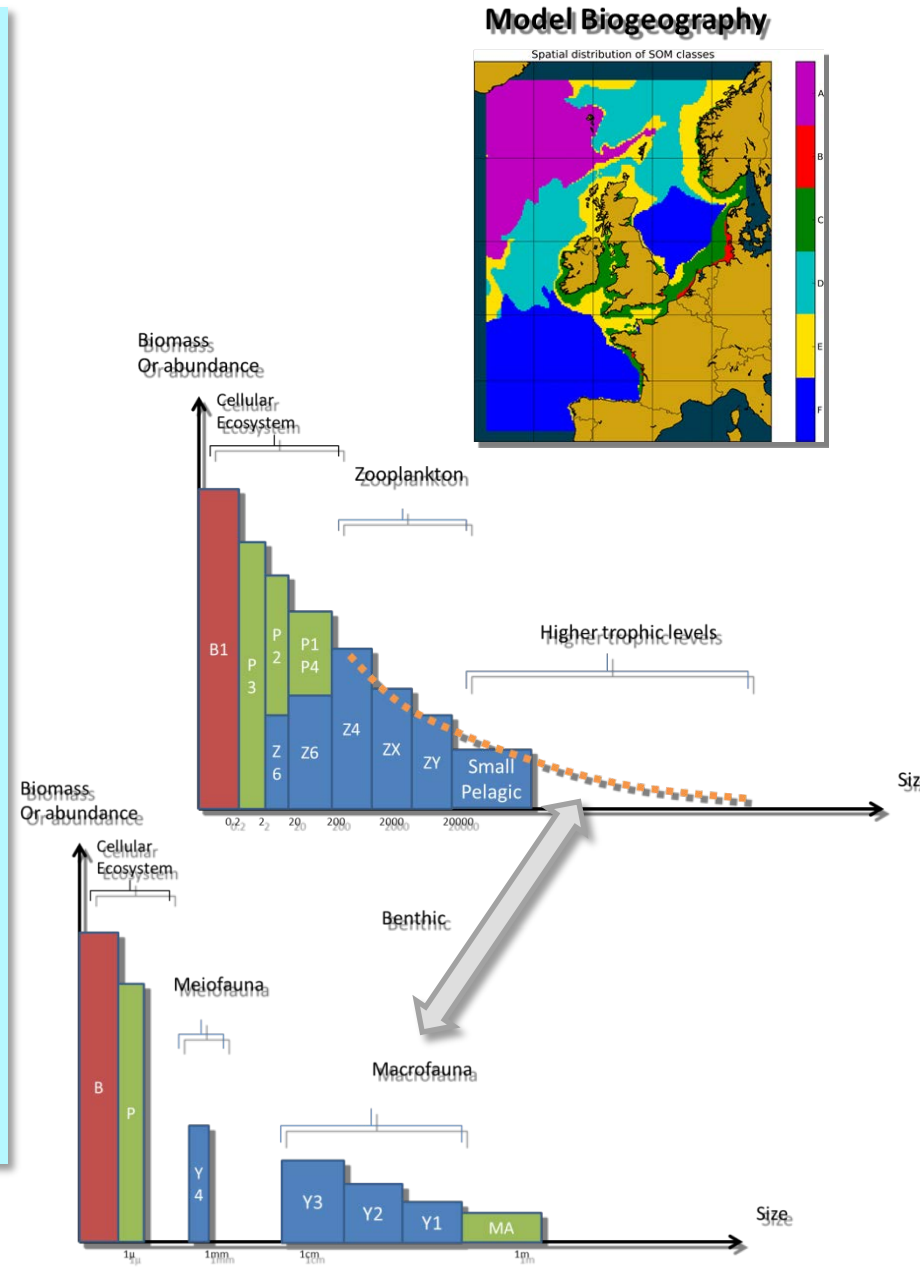 Model Biogeography
Spatial distribution of SOM classes
A
B
C
D
E
F
Biomass
Or abundance
Cellular
Ecosystem
Zooplankton
Higher trophic levels
B1
P
3
P
2
P1
P4
Z
6
Z6
Z4
ZX
ZY
Small
Pelagic
0.2
2
20
200
2000
20000
Siz
Biomass
Or abundance
Cellular
Ecosystem
Benthic
Meiofauna
Macrofauna
B
P
Y
4
Y3
Y2
Y1
MA
1µ
1mm
1cm
1m
Size